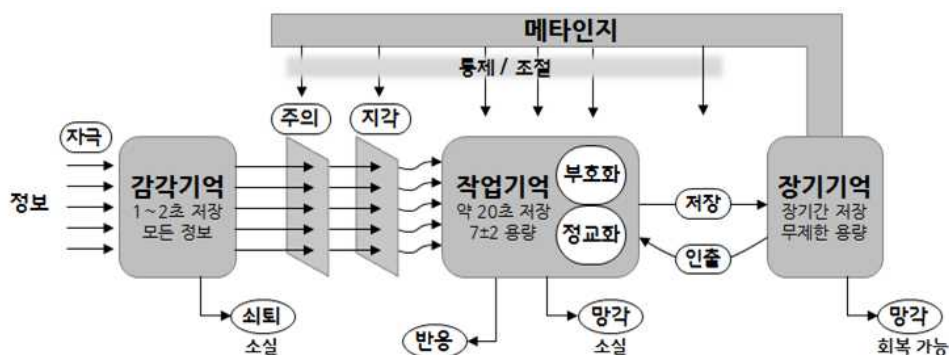 메타인지
통제 / 조절
주의
지각
자극
정보
감각기억
1~2초 저장
모든 정보
작업기억
약 20초 저장
7±2 용량
부호화
정교화
저장
인출
장기기억
장기간 저장
무제한 용량
쇠퇴
소실
반응
망각
소실
망각
회복 가능